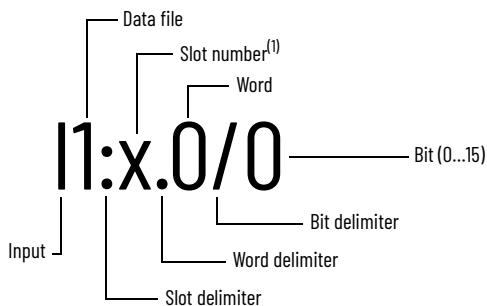 Data file
Slot number(1)
Word
I1:x.0/0
Bit (0...15)
Bit delimiter
Input
Word delimiter
Slot delimiter